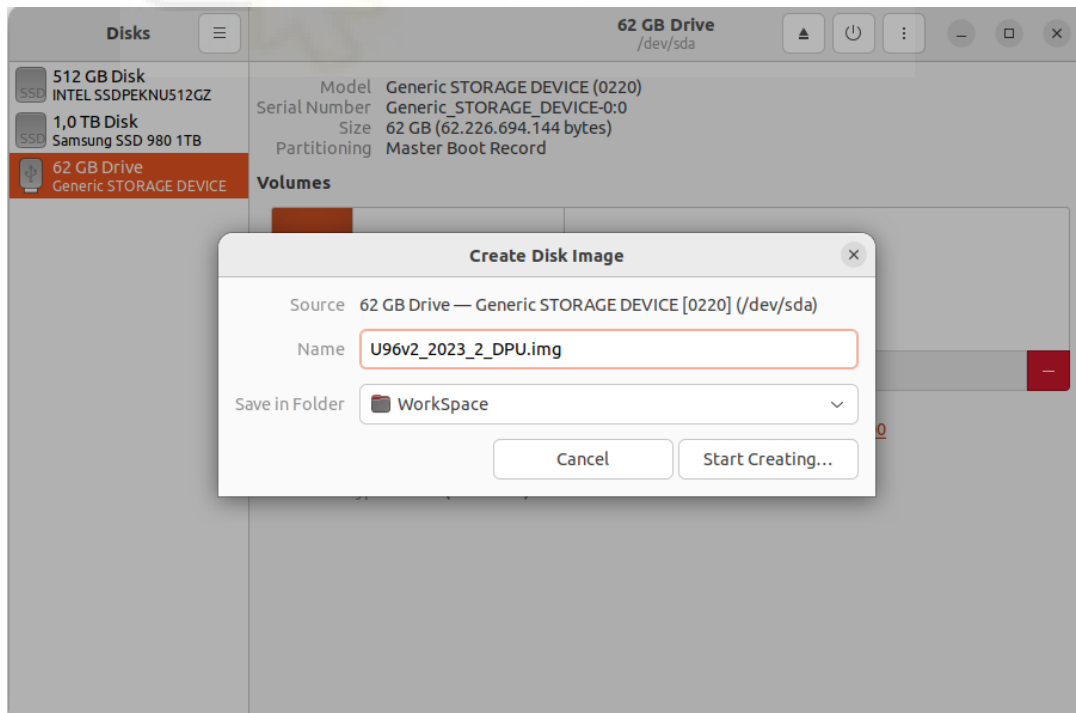 Disks
62 GB Drive
/dev/sda
SSD
512 GB Disk
INTEL SSDPEKNU512GZ
SSD
1,0 TB Disk
Samsung SSD 980 1TB
62 GB Drive
Generic STORAGE DEVICE
Model Generic STORAGE DEVICE (0220)
Serial Number Generic_STORAGE_DEVICE-0:0
Size 62 GB (62.226.694.144 bytes)
Partitioning Master Boot Record
Volumes
Create Disk Image
Source 62 GB Drive — Generic STORAGE DEVICE [0220] (/dev/sda)
Name U96v2_2023_2_DPU.img
Save in Folder WorkSpace
0
Cancel Start Creating...